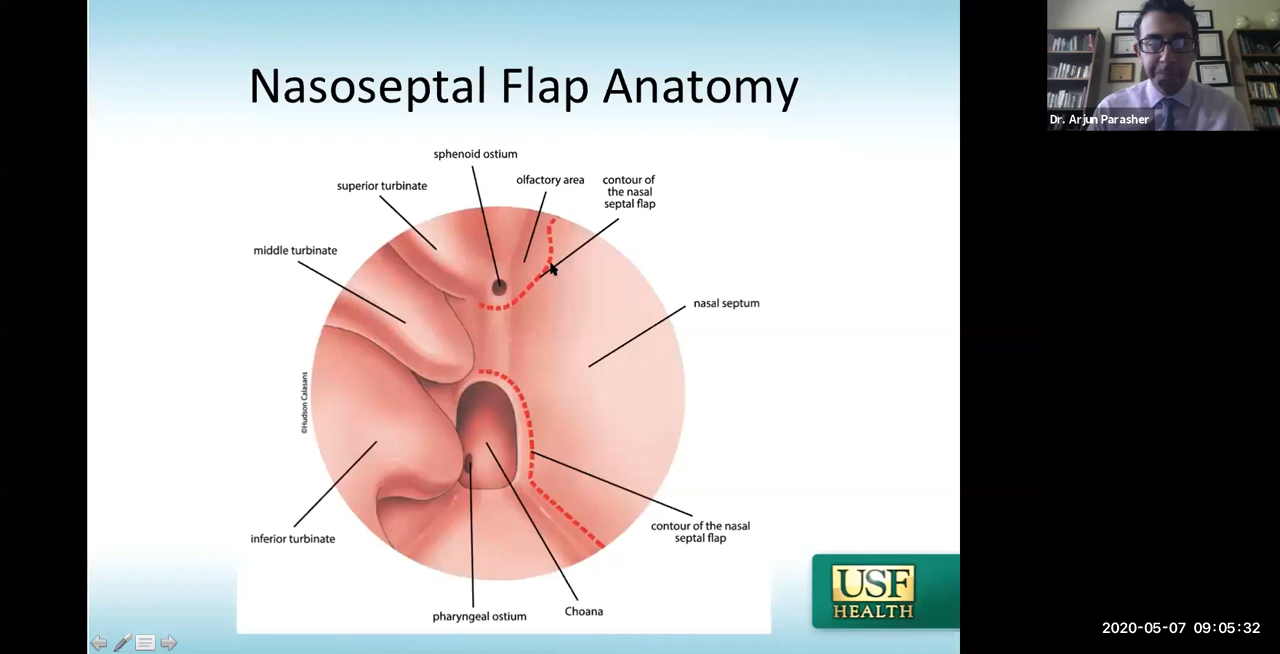 Nasoseptal Flap Anatomy
sphenoid ostium
olfactory area
contour of
the nasal
septal flap
superior turbinate
middle turbinate
nasal septum
©Hudson Calasans
inferior turbinate
contour of the nasal
septal flap
pharyngeal ostium
Choana
USF
HEALTH
Dr. Arjun Parasher
2020-05-07 09:05:32